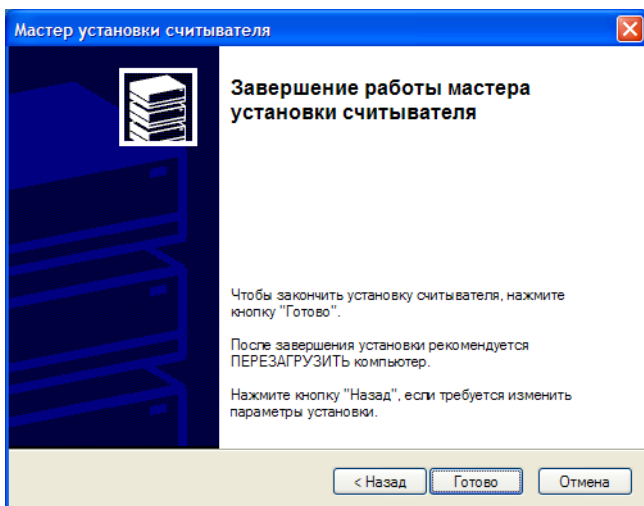 Мастер установки считывателя
Завершение работы мастера
установки считывателя
Чтобы закончить установку считывателя, нажмите
кнопку "Готово".
После завершения установки рекомендуется
ПЕРЕЗАГРУЗИТЬ компьютер.
Нажмите кнопку "Назад", если требуется изменить
параметры установки.
< Назад
Готово
Отмена